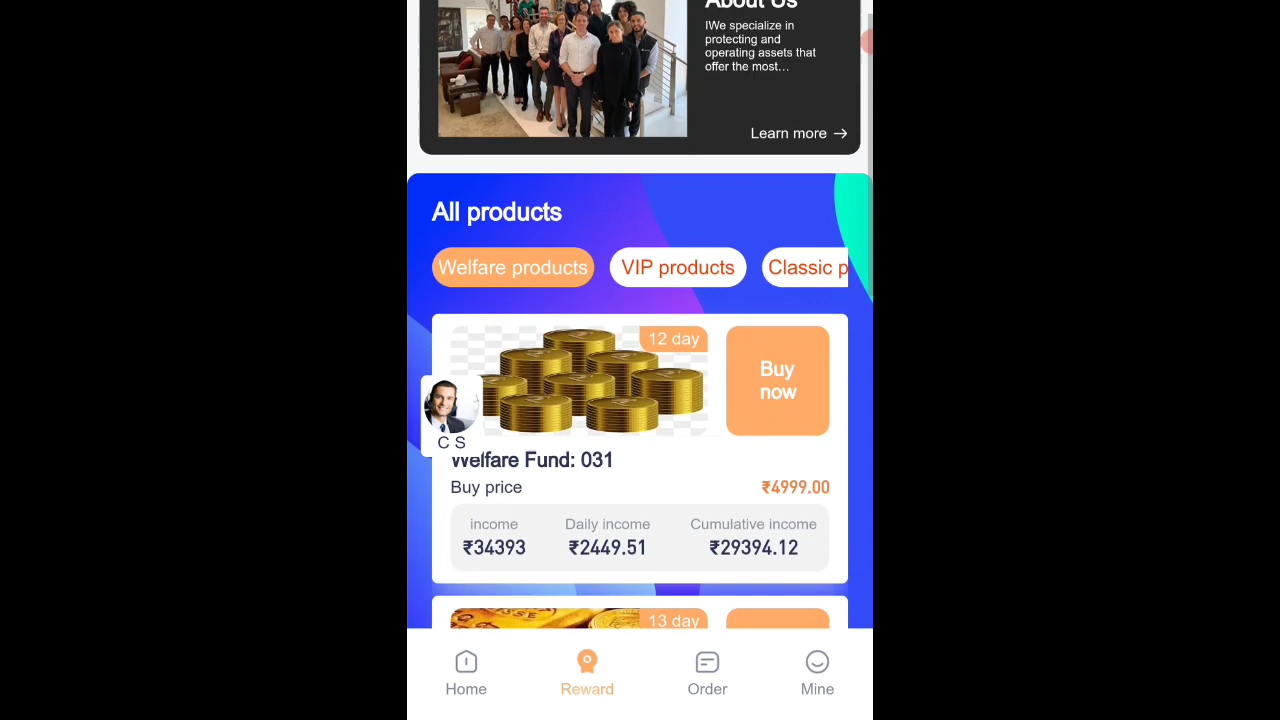 About Us
IWe specialize in
protecting and
operating assets that
offer the most...
Learn more →
All products
Welfare products
VIP products
Classic p
12 day
Buy
now
C S
Welfare Fund: 031
Buy price
₹4999.00
income
Daily income
Cumulative income
₹34393
₹2449.51
₹29394.12
13 day
Home
Reward
Order
Mine